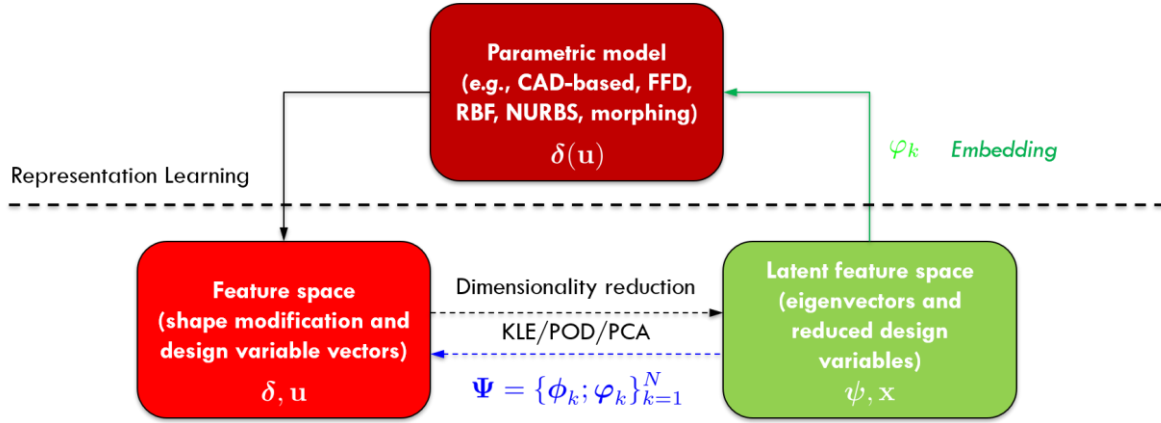 Parametric model
(e.g., CAD-based, FFD,
RBF, NURBS, morphing)
δ(u)
φk Embedding
Representation Learning
Feature space
(shape modification and
design variable vectors)
δ, u
Dimensionality reduction
KLE/POD/PCA
Ψ = {ϕk; φk}N k=1
Latent feature space
(eigenvectors and
reduced design
variables)
ψ, x